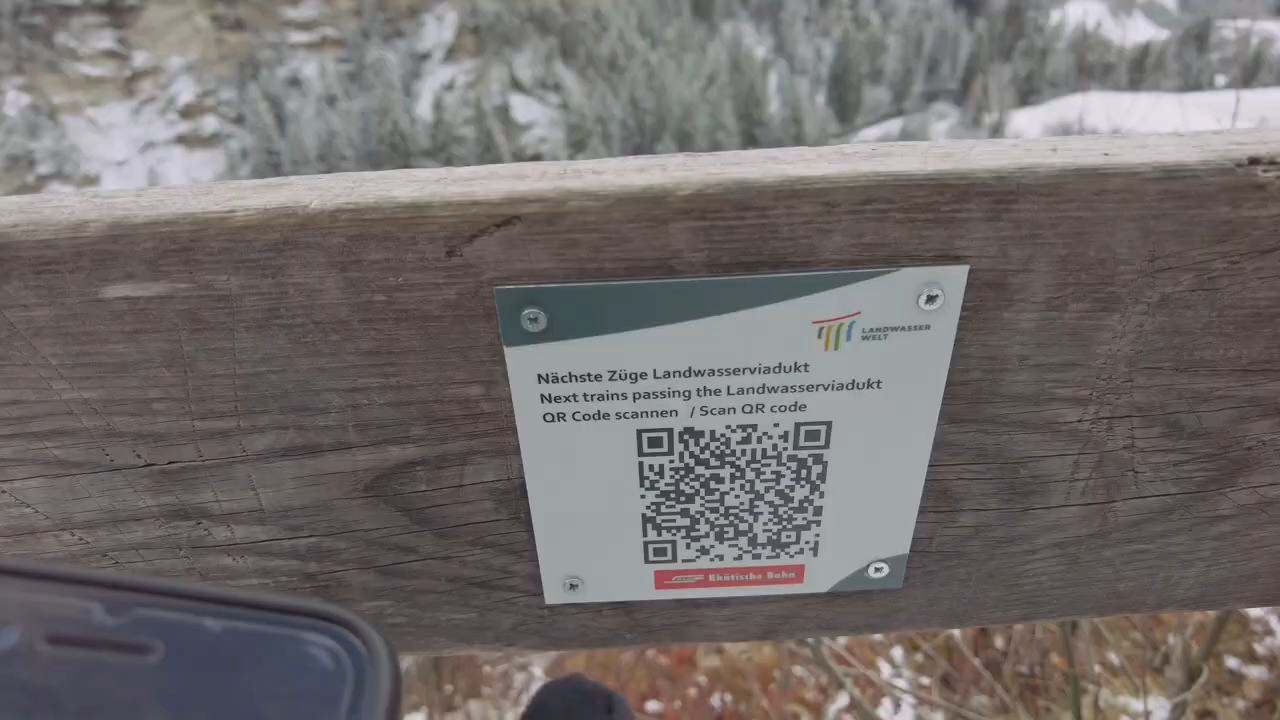 LANDWASSER
WELT
Nächste Züge Landwasserviadukt
Next trains passing the Landwasserviadukt
QR Code scannen / Scan QR code
Rhätische Bahn